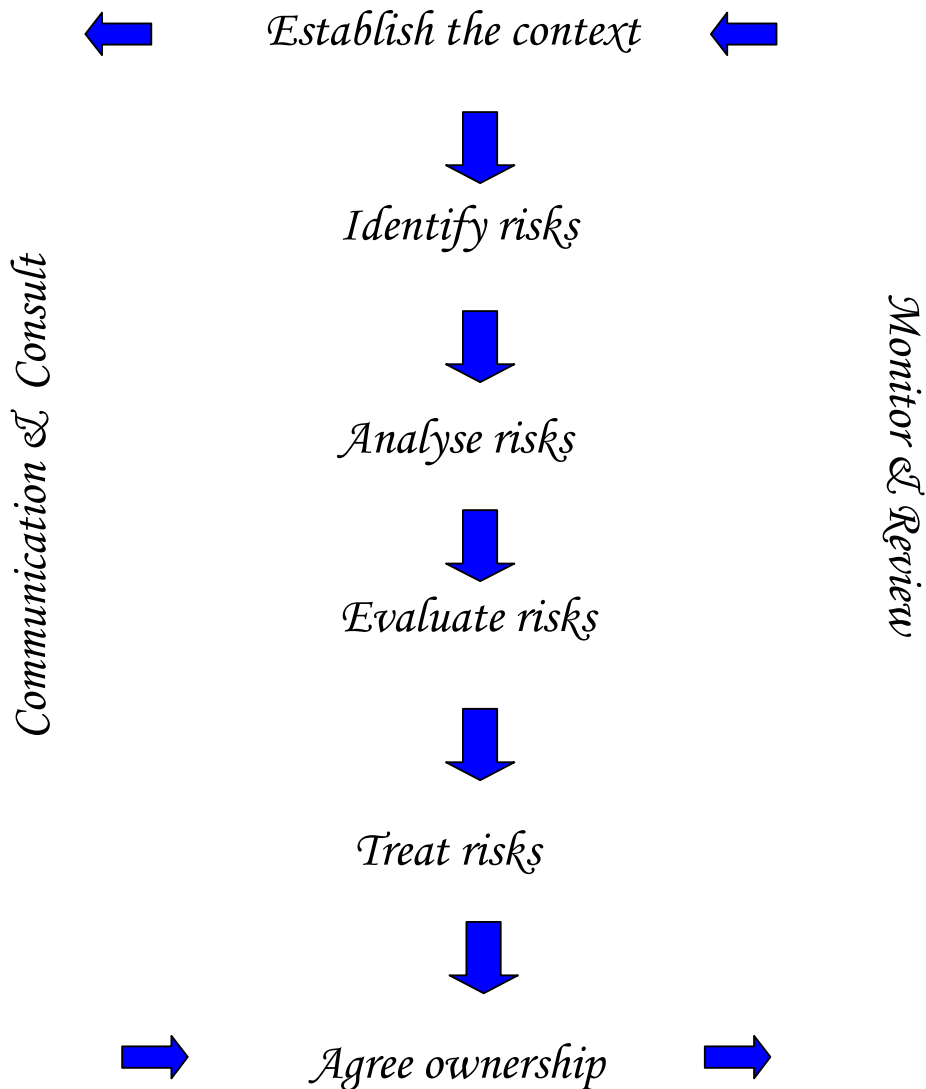 Establish the context
Identify risks
Analyse risks
Evaluate risks
Treat risks
Agree ownership
Communication & Consult
Monitor & Review